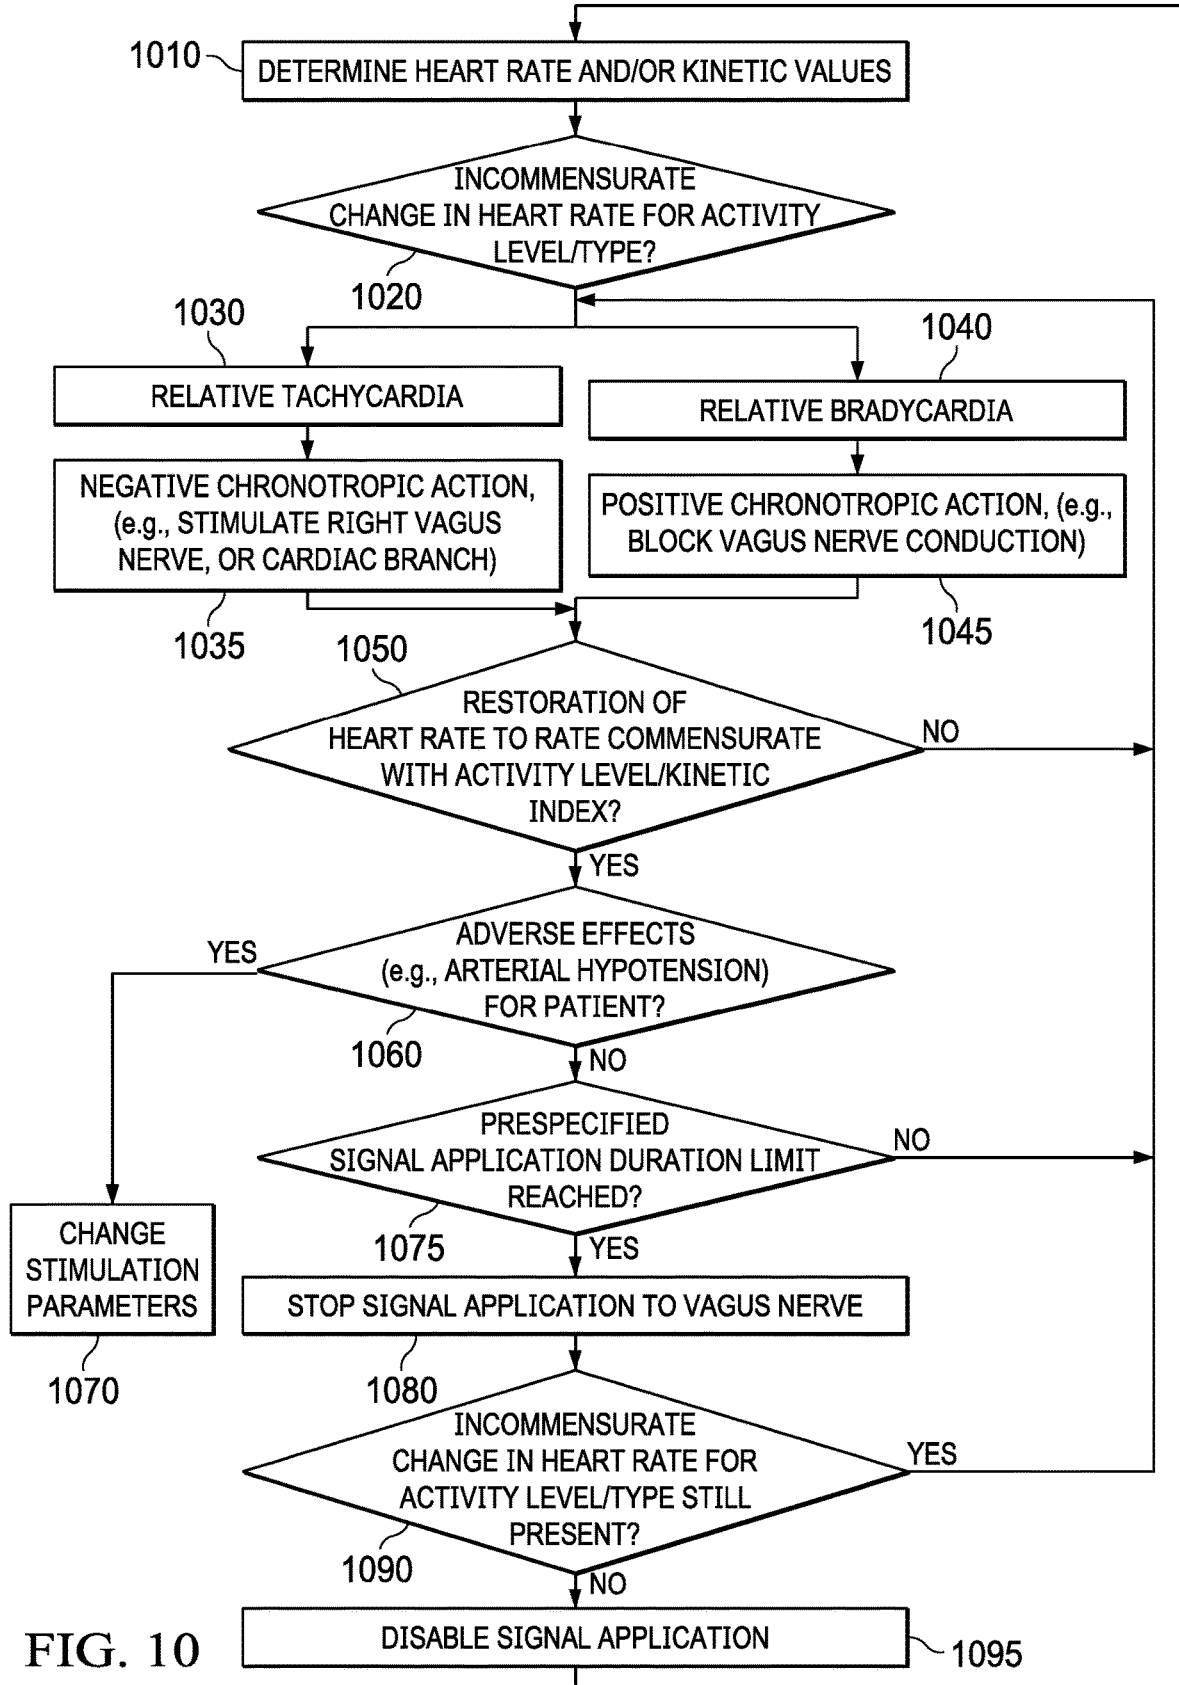 1010
DETERMINE HEART RATE AND/OR KINETIC VALUES
INCOMMENSURATE
CHANGE IN HEART RATE FOR ACTIVITY
LEVEL/TYPE?
1020
1030
1040
RELATIVE TACHYCARDIA
RELATIVE BRADYCARDIA
NEGATIVE CHRONOTROPIC ACTION,
(e.g., STIMULATE RIGHT VAGUS
NERVE, OR CARDIAC BRANCH)
POSITIVE CHRONOTROPIC ACTION, (e.g.,
BLOCK VAGUS NERVE CONDUCTION)
1035
1045
1050
RESTORATION OF
HEART RATE TO RATE COMMENSURATE
WITH ACTIVITY LEVEL/KINETIC
INDEX?
NO
YES
ADVERSE EFFECTS
(e.g., ARTERIAL HYPOTENSION)
FOR PATIENT?
YES
1060
NO
PRESPECIFIED
SIGNAL APPLICATION DURATION LIMIT
REACHED?
NO
1075
YES
CHANGE
STIMULATION
PARAMETERS
1070
STOP SIGNAL APPLICATION TO VAGUS NERVE
1080
INCOMMENSURATE
CHANGE IN HEART RATE FOR
ACTIVITY LEVEL/TYPE STILL
PRESENT?
YES
1090
NO
DISABLE SIGNAL APPLICATION
1095
FIG. 10